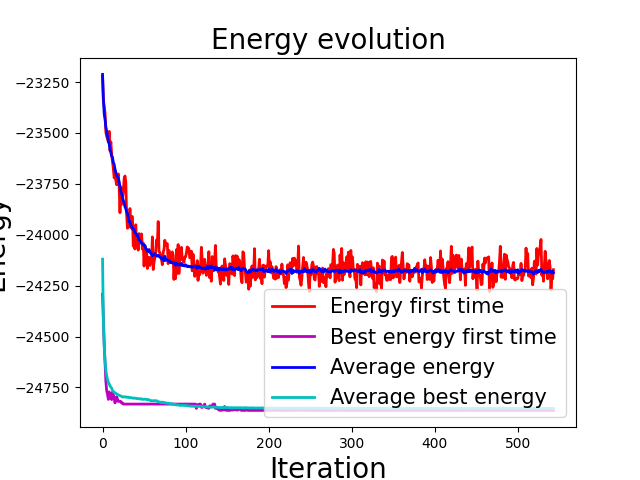 Energy evolution
−23250
−23500
−23750
−24000
−24250
−24500
−24750
Energy
0
100
200
300
400
500
Iteration
Energy first time
Best energy first time
Average energy
Average best energy